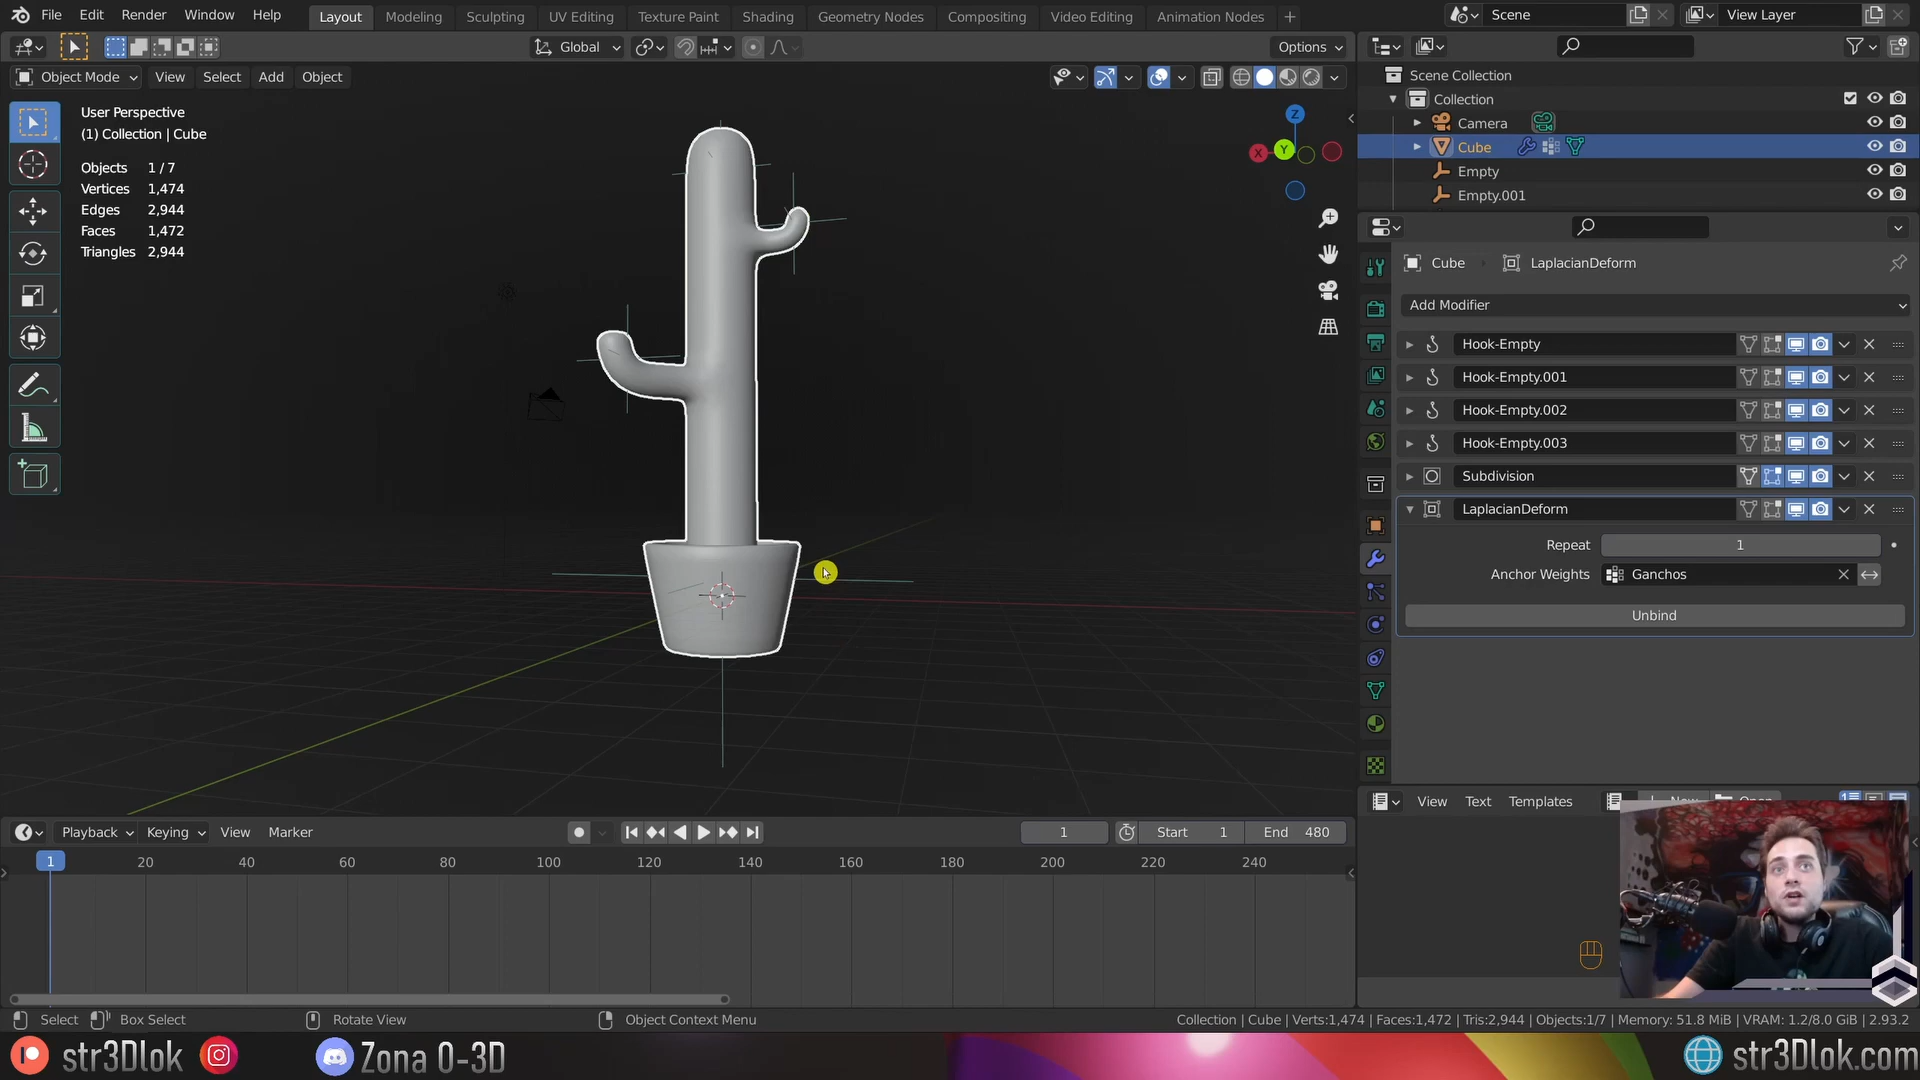 File Edit Render Window Help Layout Modeling Sculpting UV Editing Texture Paint Shading Geometry Nodes Compositing Video Editing Animation Nodes + Scene View Layer
Global Options
Object Mode View Select Add Object
User Perspective
(1) Collection | Cube
Objects 1 / 7
Vertices 1,474
Edges 2,944
Faces 1,472
Triangles 2,944
Z
Y
X
Scene Collection
Collection
Camera
Cube
Empty
Empty.001
Cube LaplacianDeform
Add Modifier
Hook-Empty
Hook-Empty.001
Hook-Empty.002
Hook-Empty.003
Subdivision
LaplacianDeform
Repeat 1
Anchor Weights Ganchos
Unbind
View Text Templates
Playback Keying View Marker 1 Start 1 End 480
1 20 40 60 80 100 120 140 160 180 200 220 240
Select Box Select Rotate View Object Context Menu Collection | Cube | Verts:1,474 | Faces:1,472 | Tris:2,944 | Objects:1/7 | Memory: 51.8 MiB | VRAM: 1.2/8.0 GiB | 2.93.2
str3Dlok Zona 0-3D str3Dlok.com